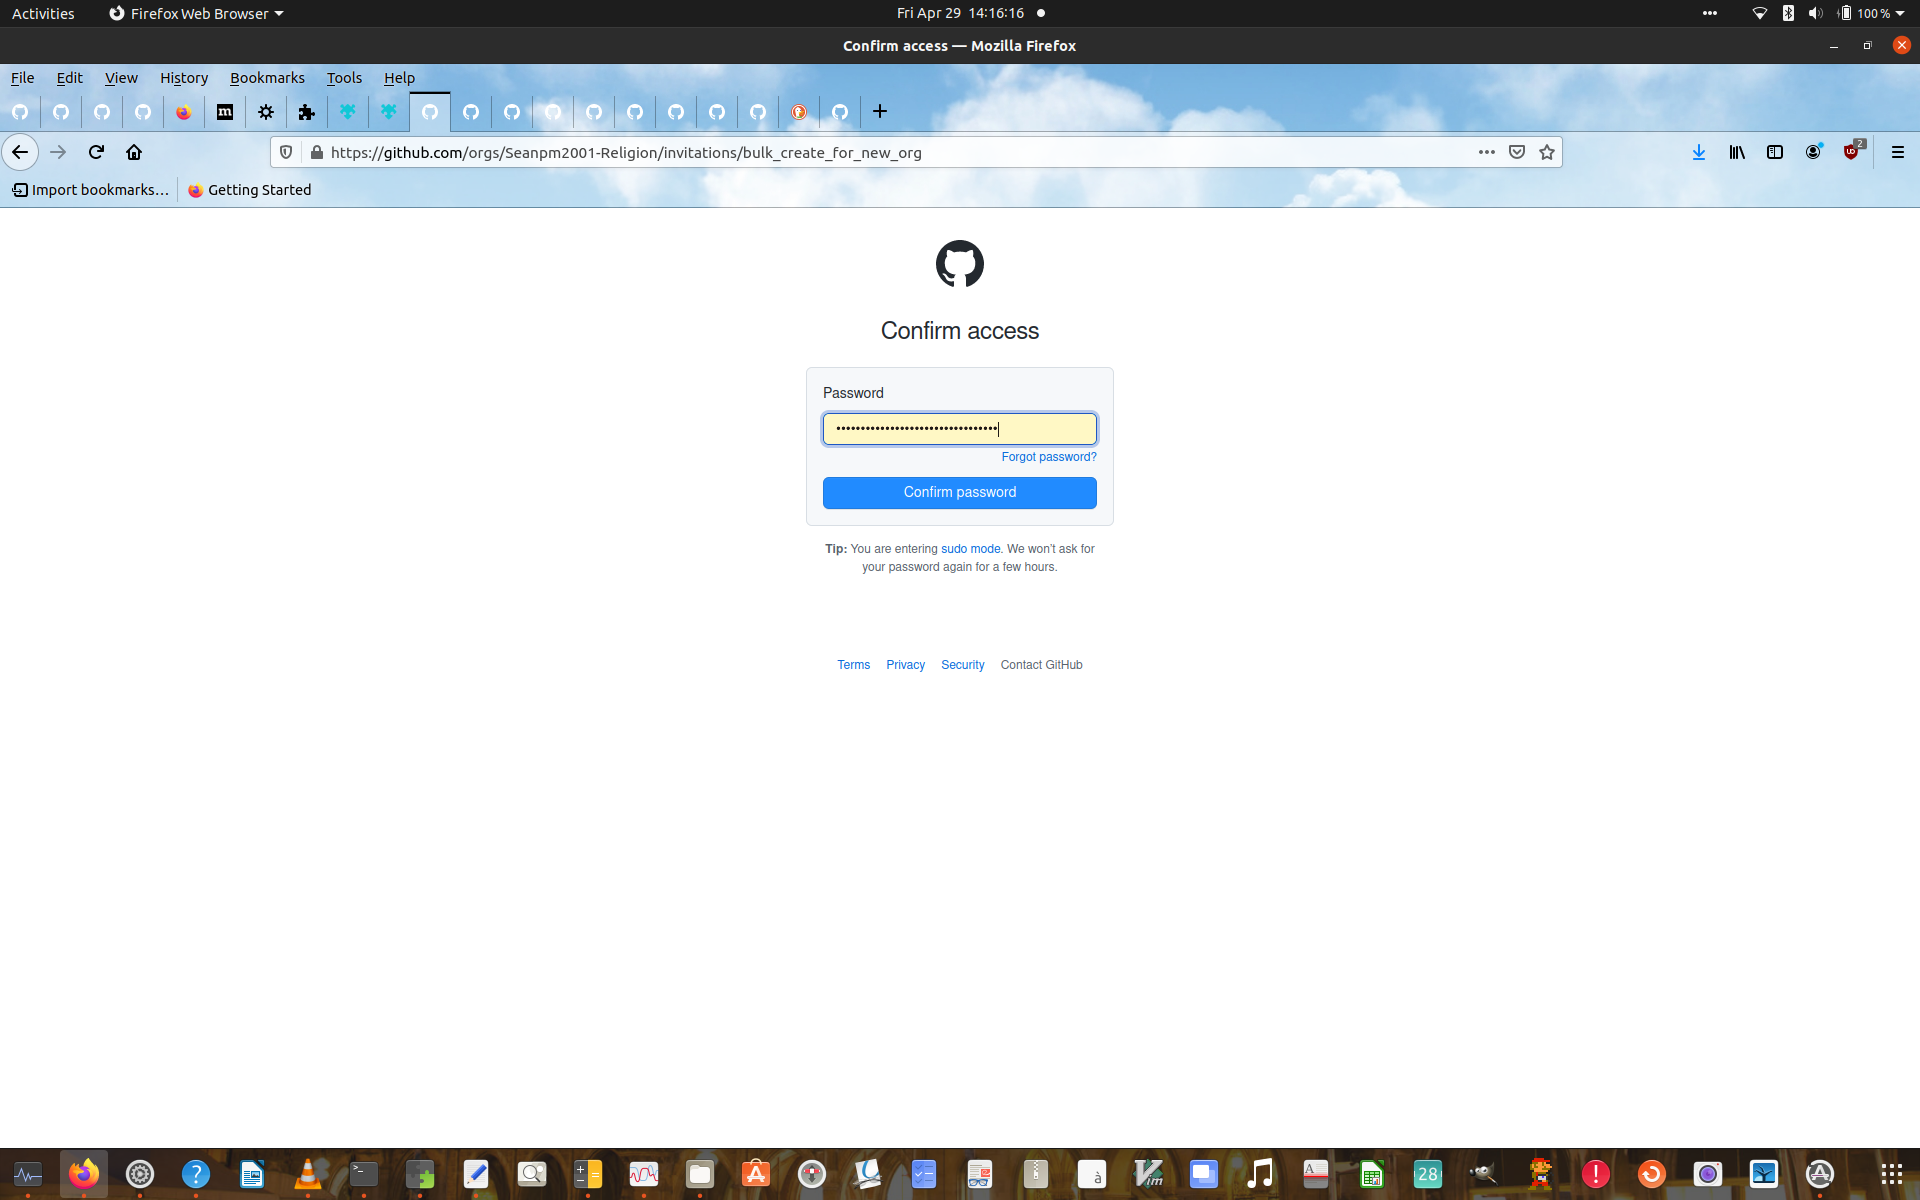 Activities Firefox Web Browser Fri Apr 29 14:16:16 100 %
Confirm access — Mozilla Firefox
File Edit View History Bookmarks Tools Help
m
https://github.com/orgs/Seanpm2001-Religion/invitations/bulk_create_for_new_org
2
Import bookmarks... Getting Started
Confirm access
Password
Forgot password?
Confirm password
Tip: You are entering sudo mode. We won't ask for
your password again for a few hours.
Terms Privacy Security Contact GitHub
? >_ A à Vim A 28 !